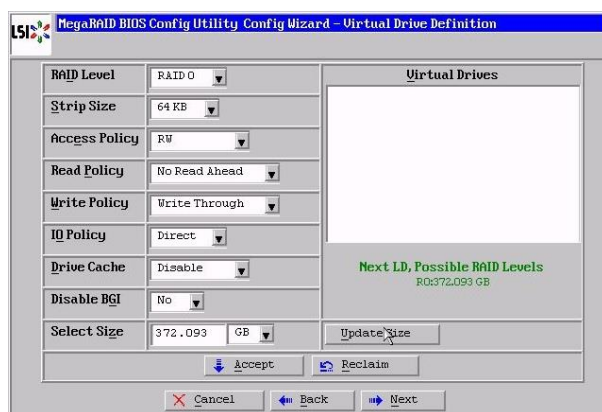 LSI
MegaRAID BIOS Config Utility Config Wizard – Virtual Drive Definition
RAID Level RAID 0
Strip Size 64 KB
Access Policy RW
Read Policy No Read Ahead
Write Policy Write Through
IO Policy Direct
Drive Cache Disable
Disable BGI No
Select Size 372.093 GB
Virtual Drives
Next LD, Possible RAID Levels
R0:372.093 GB
Update Size
Accept Reclaim
Cancel Back Next